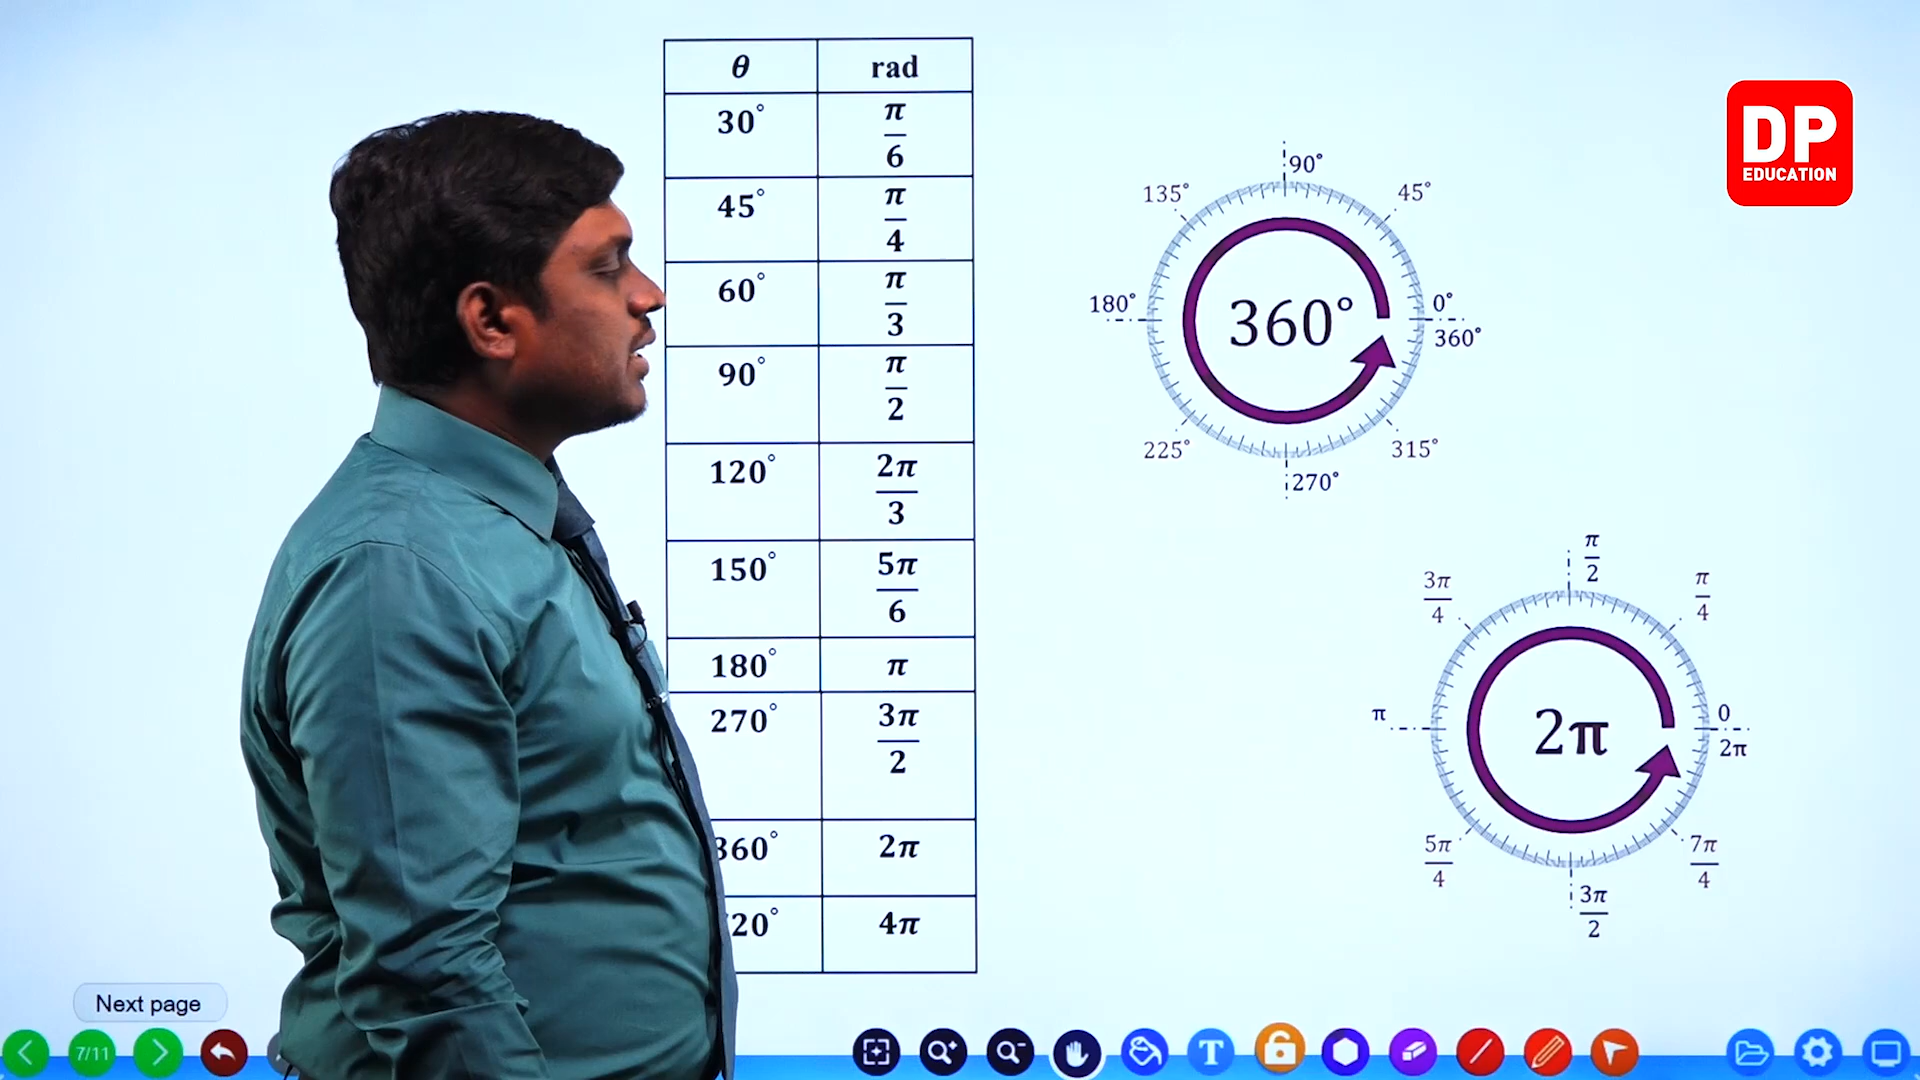 θ rad
30° π/6
45° π/4
60° π/3
90° π/2
120° 2π/3
150° 5π/6
180° π
270° 3π/2
360° 2π
20° 4π
90°
135° 45°
180° 360° 0°
360°
225° 315°
270°
DP
EDUCATION
π/2
3π/4 π/4
π 2π 0
2π
5π/4 7π/4
3π/2
Next page
7/11
T